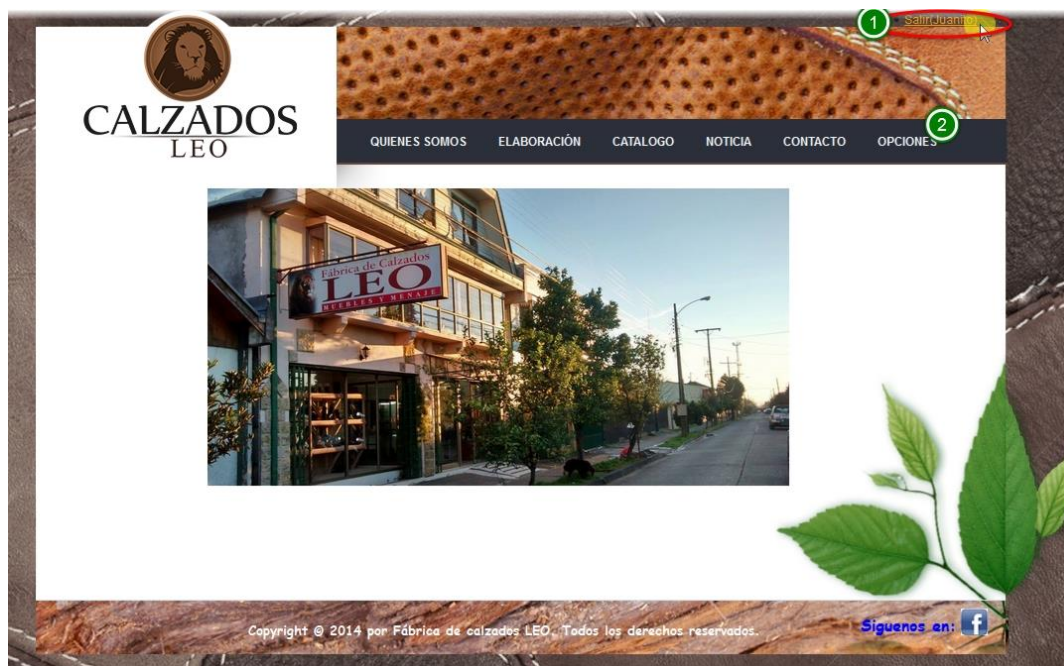 1
Salir(Juanito)
CALZADOS
LEO
2
QUIENES SOMOS ELABORACIÓN CATALOGO NOTICIA CONTACTO OPCIONES
Fábrica de Calzados
LEO
MUEBLES Y MENAJE
Copyright © 2014 por Fábrica de calzados LEO. Todos los derechos reservados.
Siguenos en: f